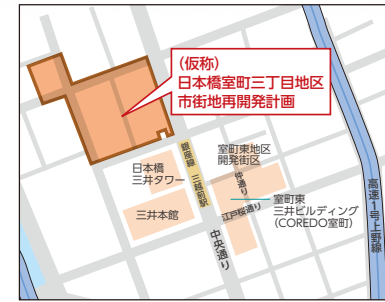 (仮称)
日本橋室町三丁目地区
市街地再開発計画
銀座線 三越前駅
日本橋
三井タワー
室町東地区
開発街区
仲通り
三井本館
江戸桜通り
室町東
三井ビルディング
(COREDO室町)
中央通り
高速1号上野線